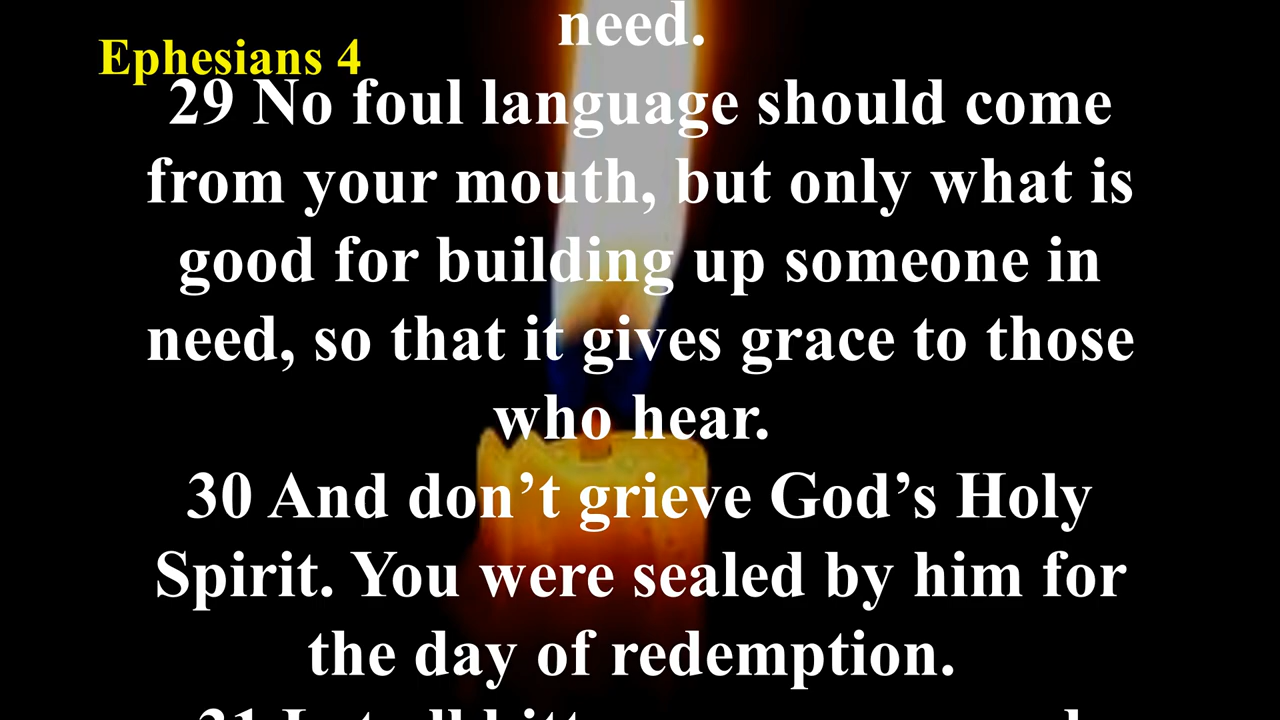 need.
Ephesians 4
29 No foul language should come
from your mouth, but only what is
good for building up someone in
need, so that it gives grace to those
who hear.
30 And don’t grieve God’s Holy
Spirit. You were sealed by him for
the day of redemption.